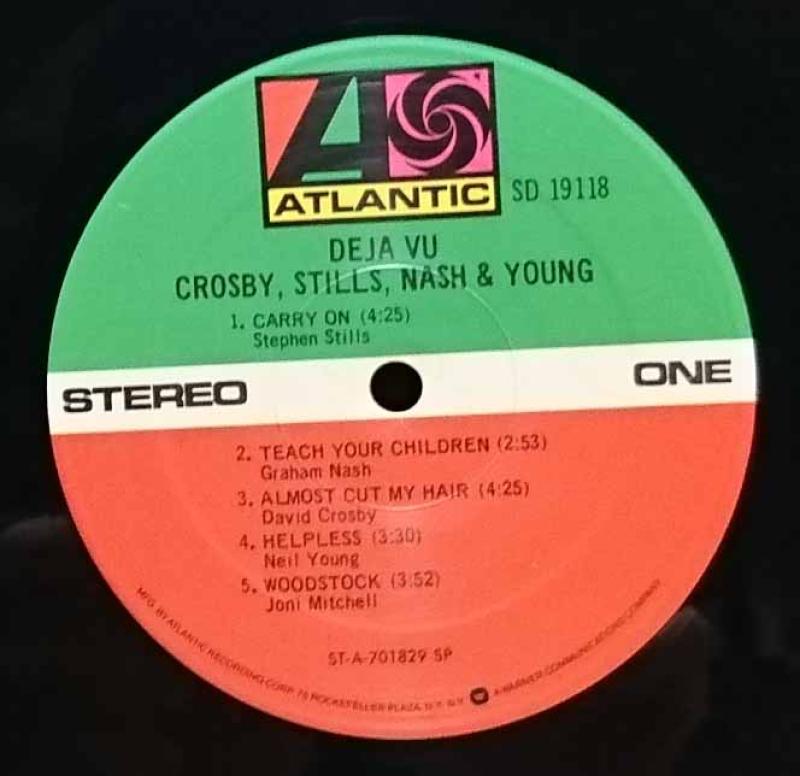 ATLANTIC
SD 19118
DEJA VU
CROSBY, STILLS, NASH & YOUNG
1. CARRY ON (4:25)
Stephen Stills
STEREO
ONE
2. TEACH YOUR CHILDREN (2:53)
Graham Nash
3. ALMOST CUT MY HAIR (4:25)
David Crosby
4. HELPLESS (3:30)
Neil Young
5. WOODSTOCK (3:52)
Joni Mitchell
ST-A-701829 SP
MFG. BY ATLANTIC RECORDING CORP. 75 ROCKEFELLER PLAZA, N.Y. N.Y.
A WARNER COMMUNICATIONS COMPANY